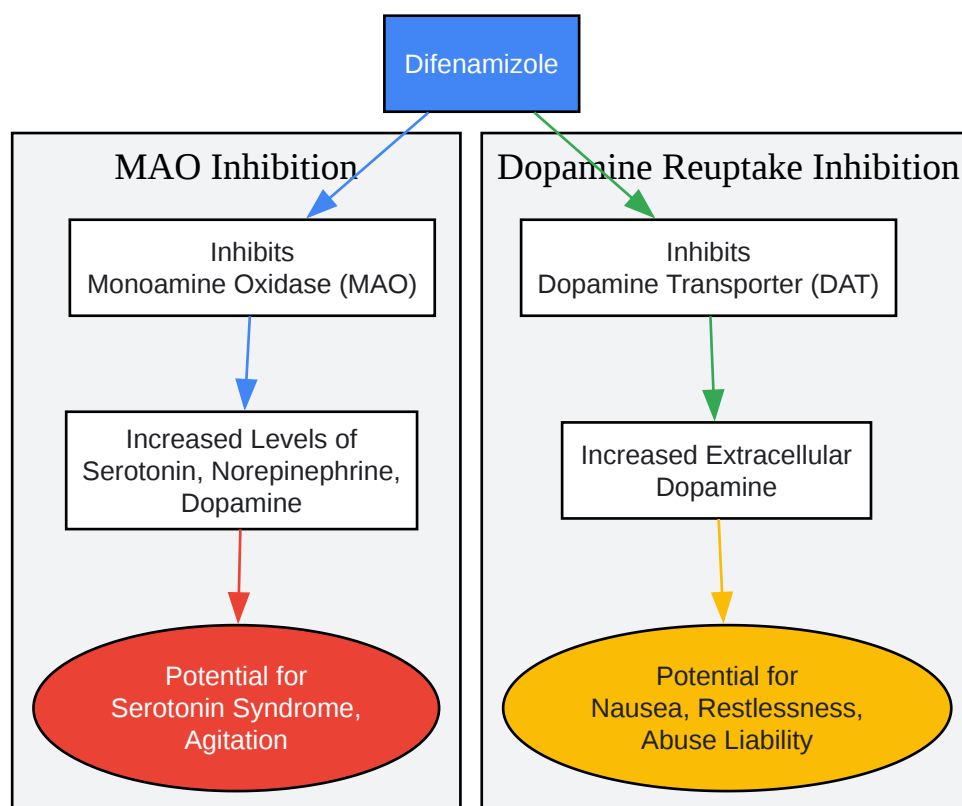 Difenamizole
MAO Inhibition
Inhibits
Monoamine Oxidase (MAO)
Increased Levels of
Serotonin, Norepinephrine,
Dopamine
Potential for
Serotonin Syndrome,
Agitation
Dopamine Reuptake Inhibition
Inhibits
Dopamine Transporter (DAT)
Increased Extracellular
Dopamine
Potential for
Nausea, Restlessness,
Abuse Liability